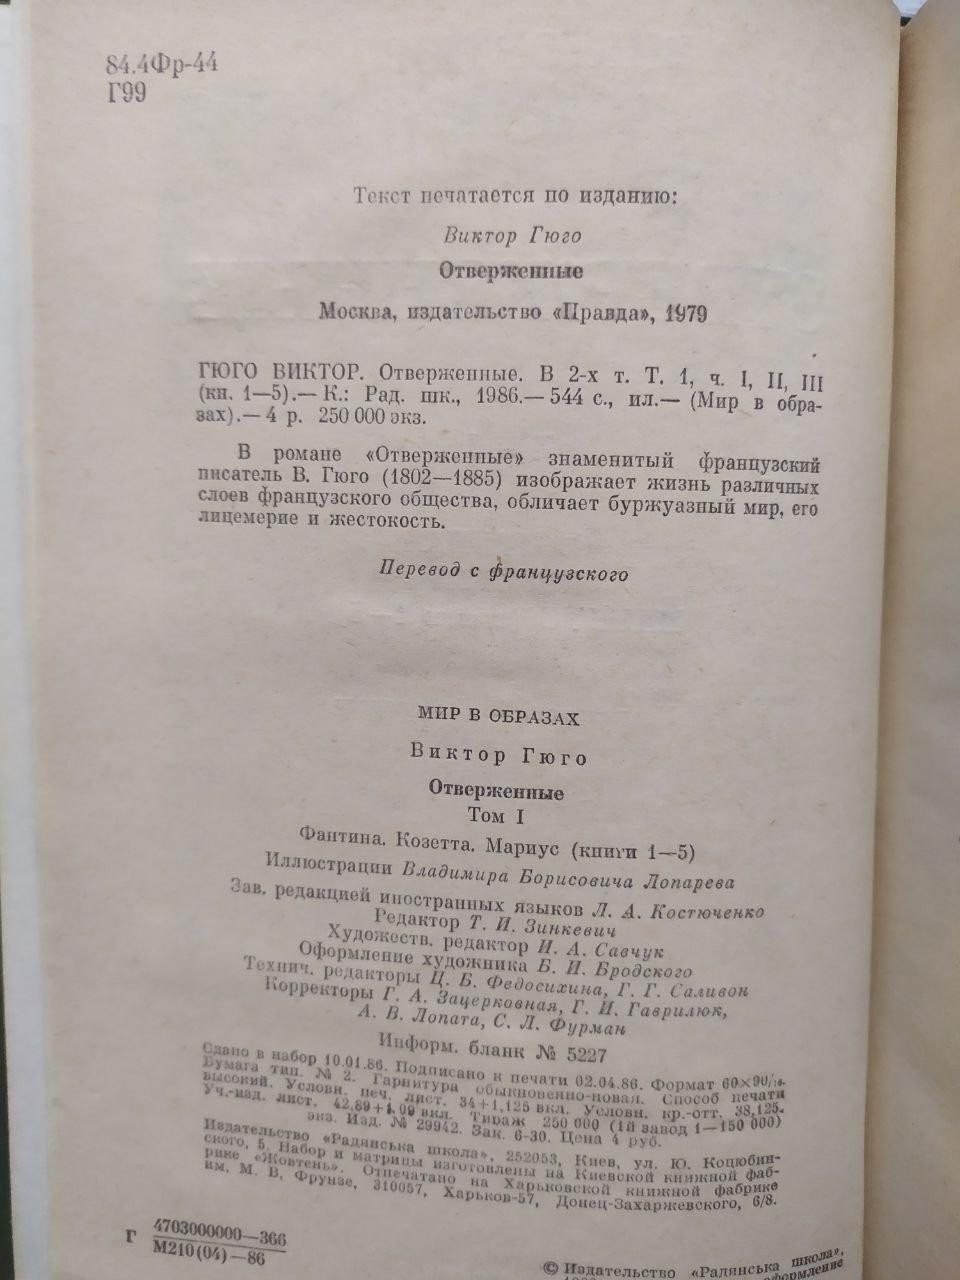 84.4Фр-44
Г99
Текст печатается по изданию:
Виктор Гюго
Отверженные
Москва, издательство «Правда», 1979
ГЮГО ВИКТОР. Отверженные. В 2-х т. Т. 1, ч. I, II, III
(кн. 1—5).— К.: Рад. шк., 1986.— 544 с., ил.— (Мир в обра-
зах).— 4 р. 250 000 экз.
В романе «Отверженные» знаменитый французский
писатель В. Гюго (1802—1885) изображает жизнь различных
слоев французского общества, обличает буржуазный мир, его
лицемерие и жестокость.
Перевод с французского
МИР В ОБРАЗАХ
Виктор Гюго
Отверженные
Том I
Фантина. Козетта. Мариус (книги 1—5)
Иллюстрации Владимира Борисовича Лопарева
Зав. редакцией иностранных языков Л. А. Костюченко
Редактор Т. И. Зинкевич
Художеств. редактор И. А. Савчук
Оформление художника Б. И. Бродского
Технич. редакторы Ц. Б. Федосихина, Г. Г. Саливон
Корректоры Г. А. Зацерковная, Г. И. Гаврилюк,
А. В. Лопата, С. Л. Фурман
Информ. бланк № 5227
Сдано в набор 10.01.86. Подписано к печати 02.04.86. Формат 60×90/16.
Бумага тип. № 2. Гарнитура обыкновенно-новая. Способ печати
высокий. Условн. печ. лист. 34+1,125 вкл. Условн. кр.-отт. 38,125.
Уч.-изд. лист. 42,89+1,09 вкл. Тираж 250 000 (1й завод 1—150 000)
экз. Изд. № 29942. Зак. 6-30. Цена 4 руб.
Издательство «Радянська школа», 252053, Киев, ул. Ю. Коцюбин-
ского, 5. Набор и матрицы изготовлены на Киевской книжной фаб-
рике «Жовтень». Отпечатано на Харьковской книжной фабрике
им. М. В. Фрунзе, 310057, Харьков-57, Донец-Захаржевского, 6/8.
Г 4703000000—366
М210(04)—86
© Издательство «Радянська школа»,
оформление